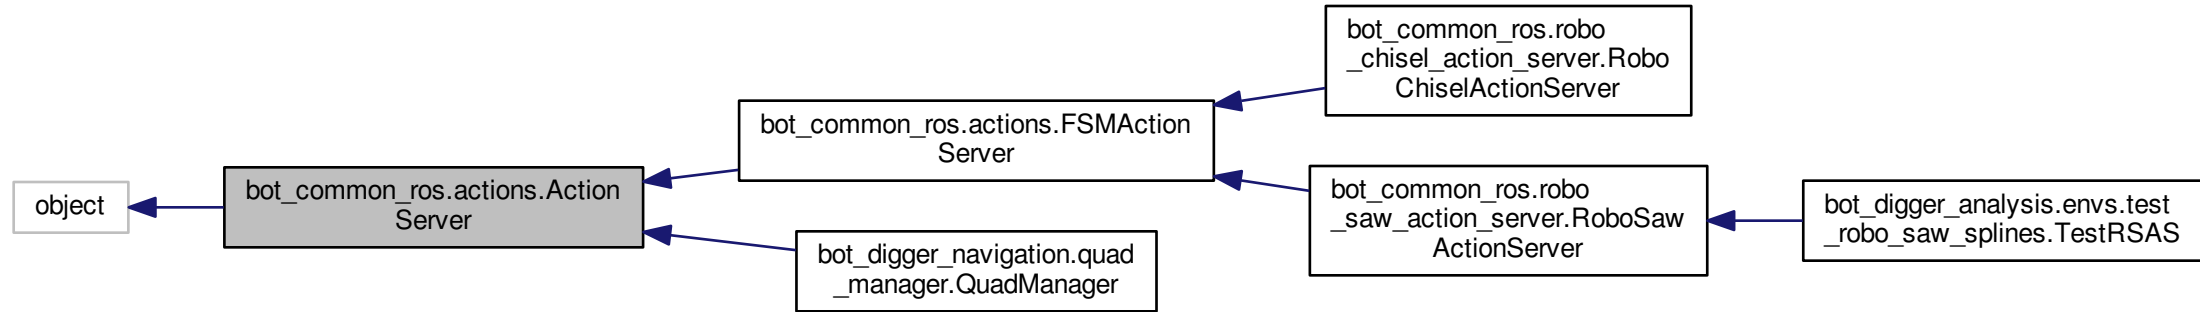 object
bot_common_ros.actions.Action
Server
bot_common_ros.actions.FSMAction
Server
bot_digger_navigation.quad
_manager.QuadManager
bot_common_ros.robo
_chisel_action_server.Robo
ChiselActionServer
bot_common_ros.robo
_saw_action_server.RoboSaw
ActionServer
bot_digger_analysis.envs.test
_robo_saw_splines.TestRSAS